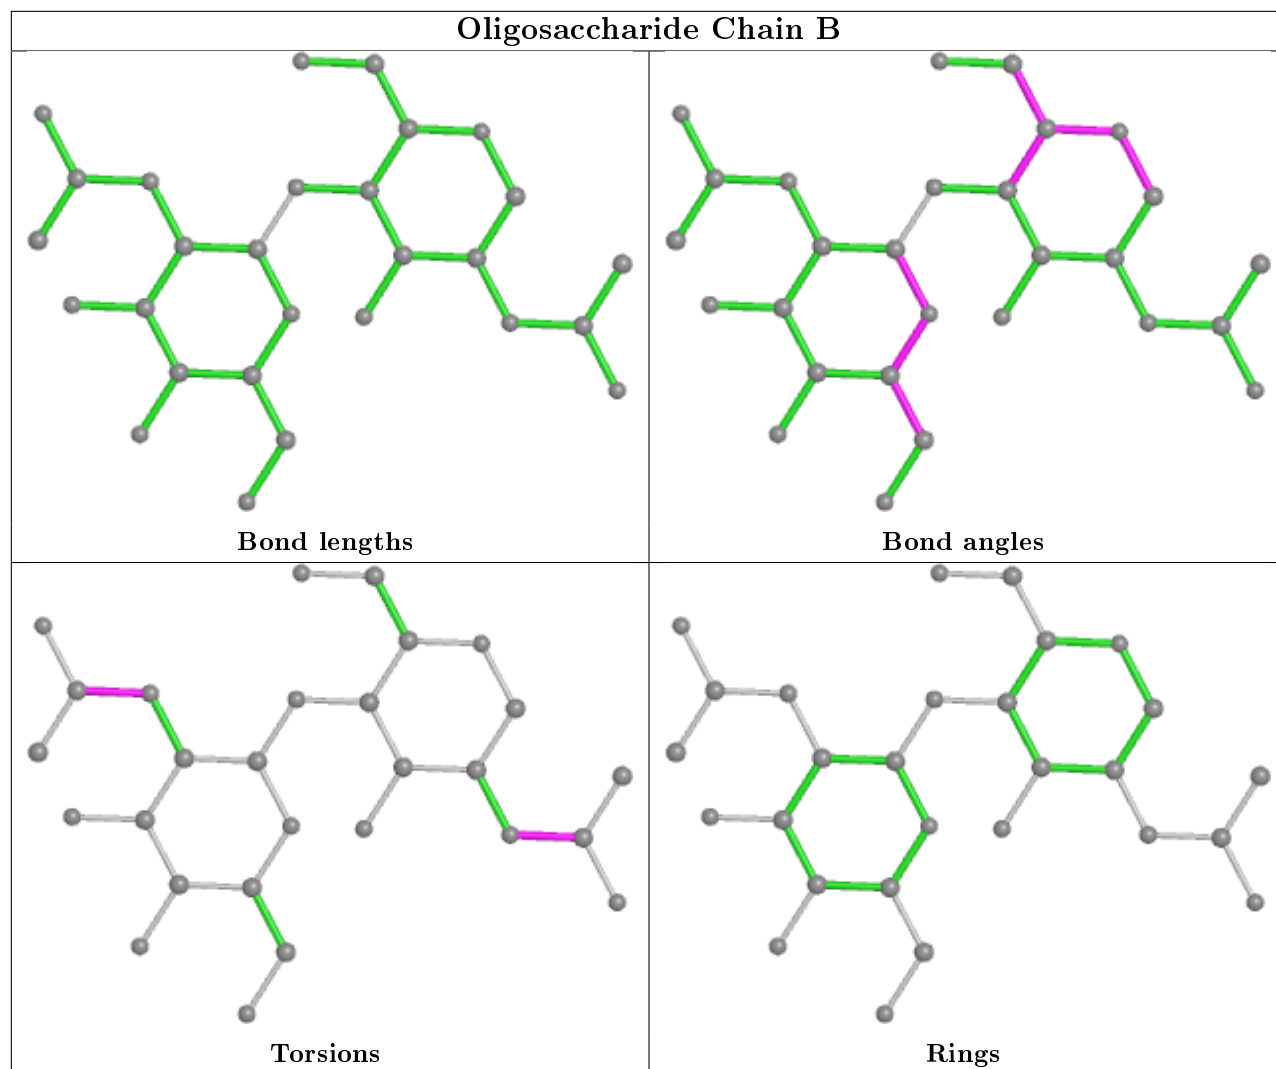 Oligosaccharide Chain B
Bond lengths
Bond angles
Torsions
Rings